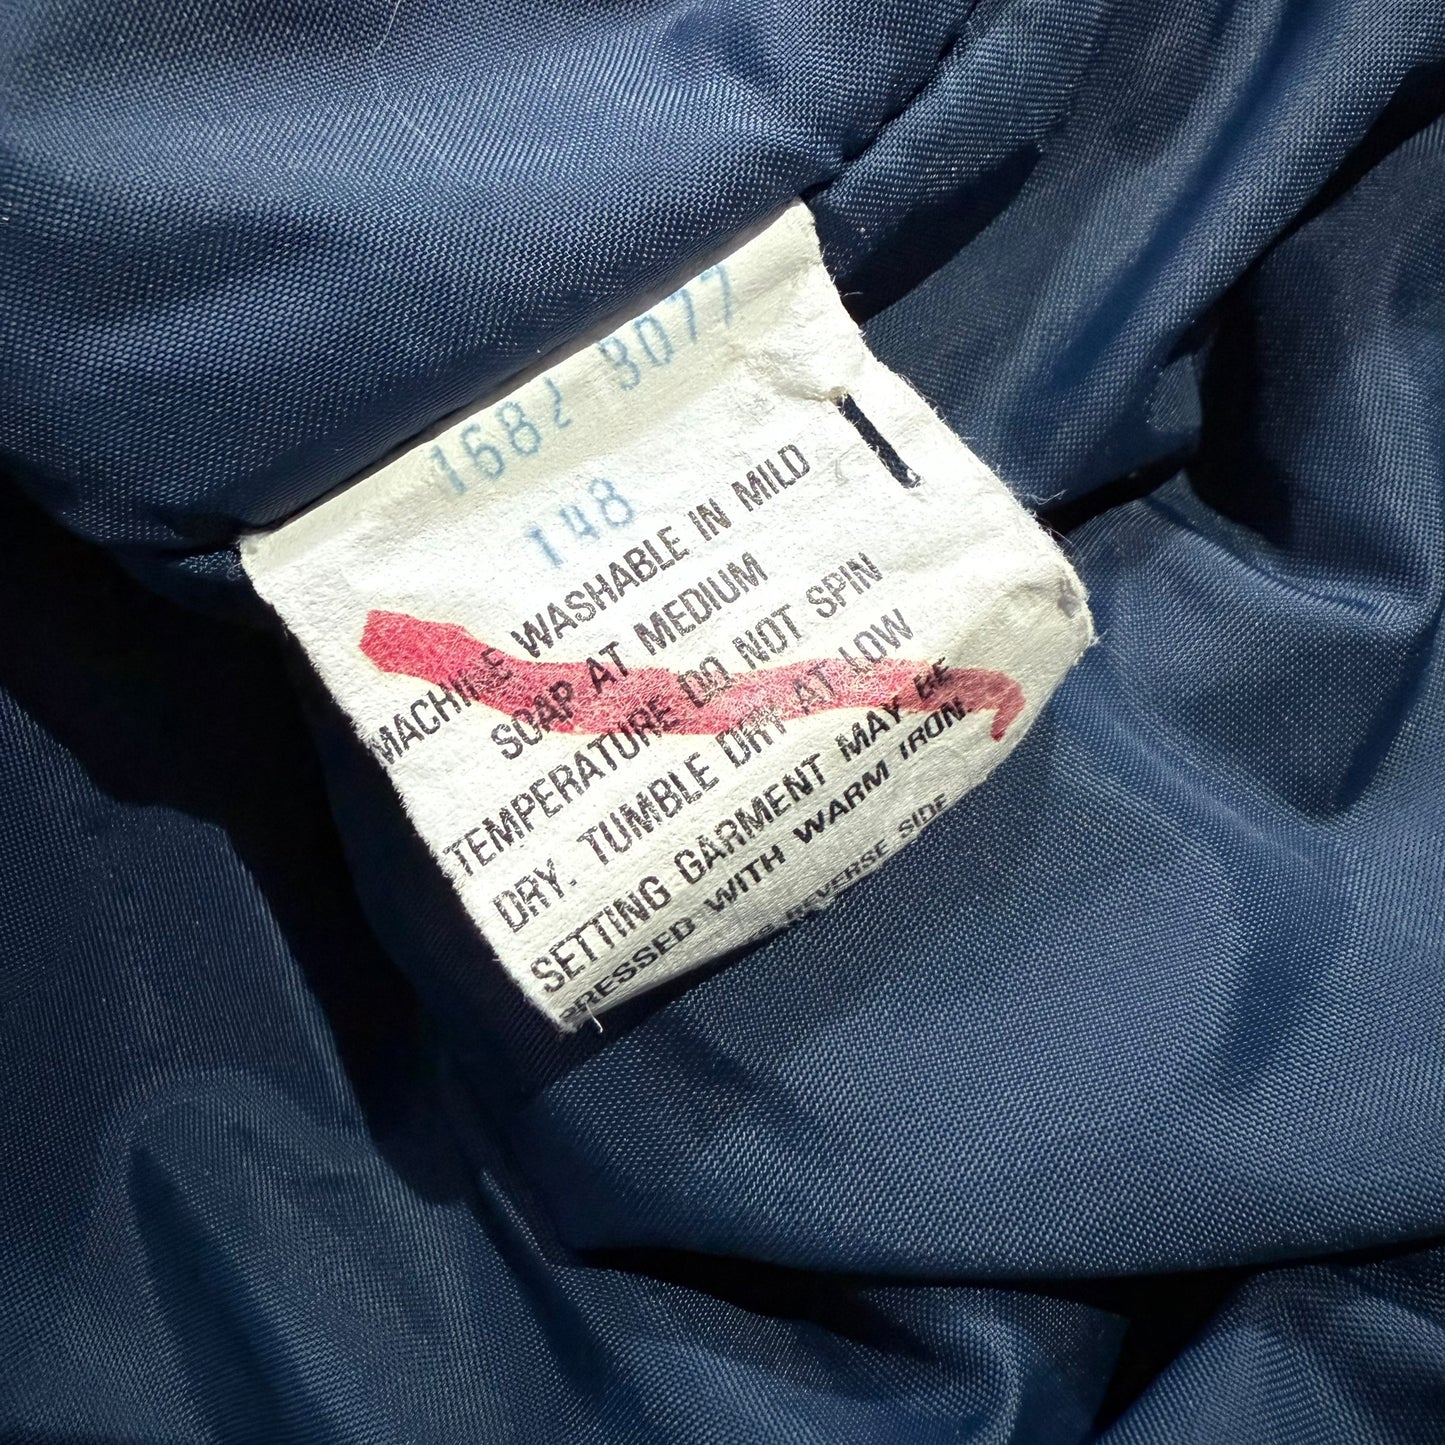 1682 3077
148
MACHINE WASHABLE IN MILD
SOAP AT MEDIUM
TEMPERATURE DO NOT SPIN
DRY. TUMBLE DRY AT LOW
SETTING GARMENT MAY BE
PRESSED WITH WARM IRON.
REVERSE SIDE